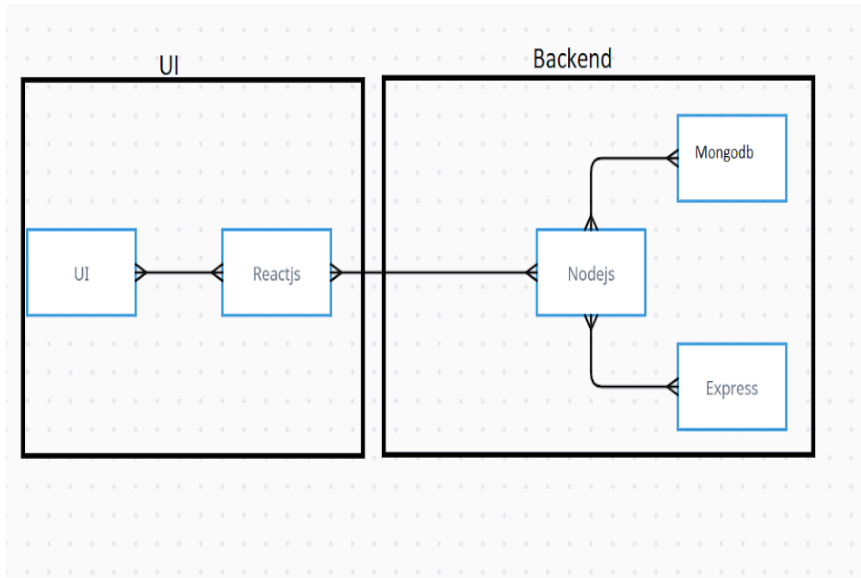 UI
Backend
Mongodb
UI
Reactjs
Nodejs
Express